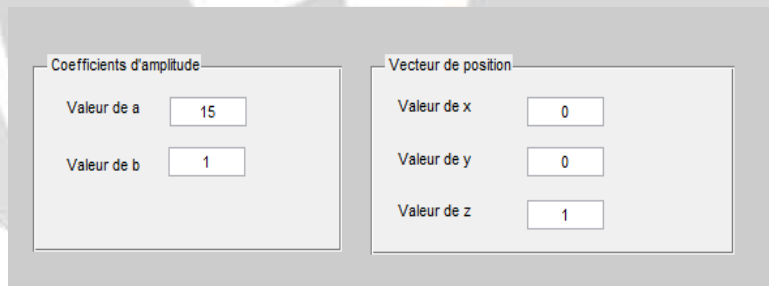 Coefficients d'amplitude
Valeur de a 15
Valeur de b 1
Vecteur de position
Valeur de x 0
Valeur de y 0
Valeur de z 1